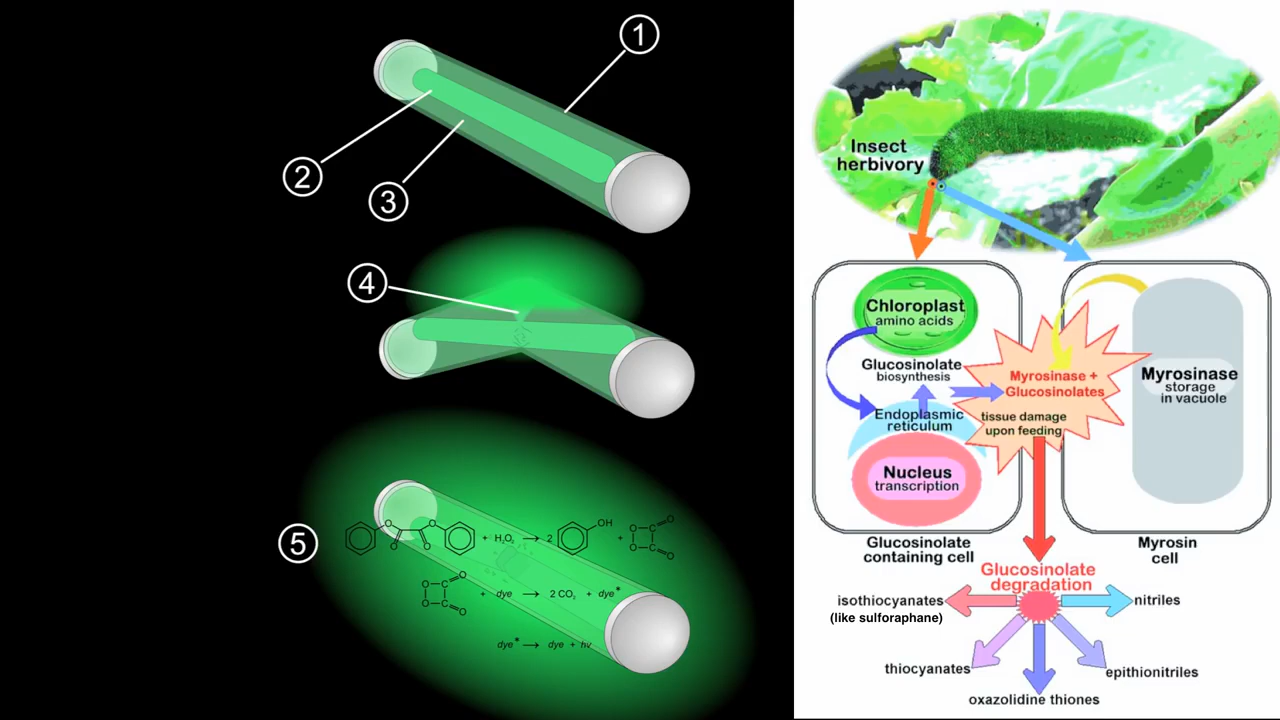 1
2
3
4
5
O O O O + H₂O₂ → 2 OH + O C O O C O
O C O O C O + dye → 2 CO₂ + dye*
dye* → dye + hν
Insect
herbivory
Chloroplast
amino acids
Glucosinolate
biosynthesis
Endoplasmic
reticulum
Nucleus
transcription
Myrosinase +
Glucosinolates
tissue damage
upon feeding
Myrosinase
storage
in vacuole
Glucosinolate
containing cell
Myrosin
cell
Glucosinolate
degradation
isothiocyanates
(like sulforaphane)
nitriles
thiocyanates
epithionitriles
oxazolidine thiones